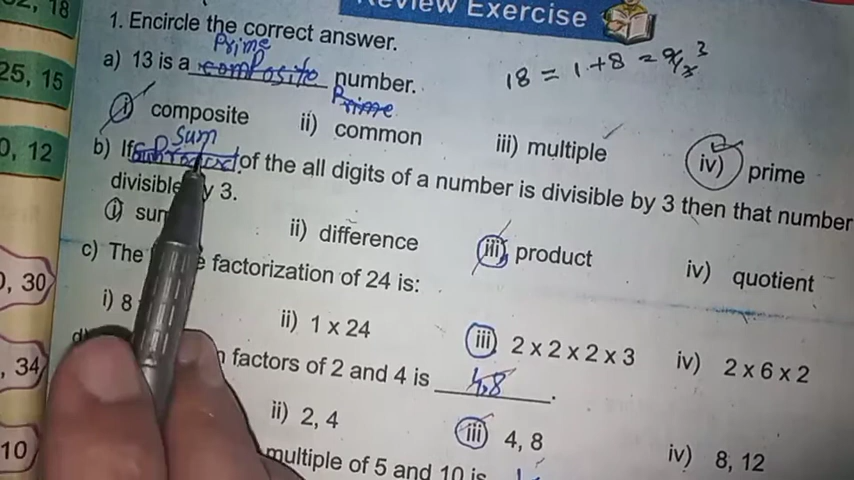 18
Review Exercise
1. Encircle the correct answer.
Prime
a) 13 is a composite number.
18 = 1 + 8 = 9/3 3
25, 15
Prime
i) composite ii) common iii) multiple iv) prime
0, 12
sum
b) If of the all digits of a number is divisible by 3 then that number
divisible by 3.
i) sum ii) difference iii) product iv) quotient
c) The factorization of 24 is:
, 30
i) 8 ii) 1 x 24 iii) 2 x 2 x 2 x 3 iv) 2 x 6 x 2
, 34
factors of 2 and 4 is 4,8.
ii) 2, 4 iii) 4, 8 iv) 8, 12
10
multiple of 5 and 10 is